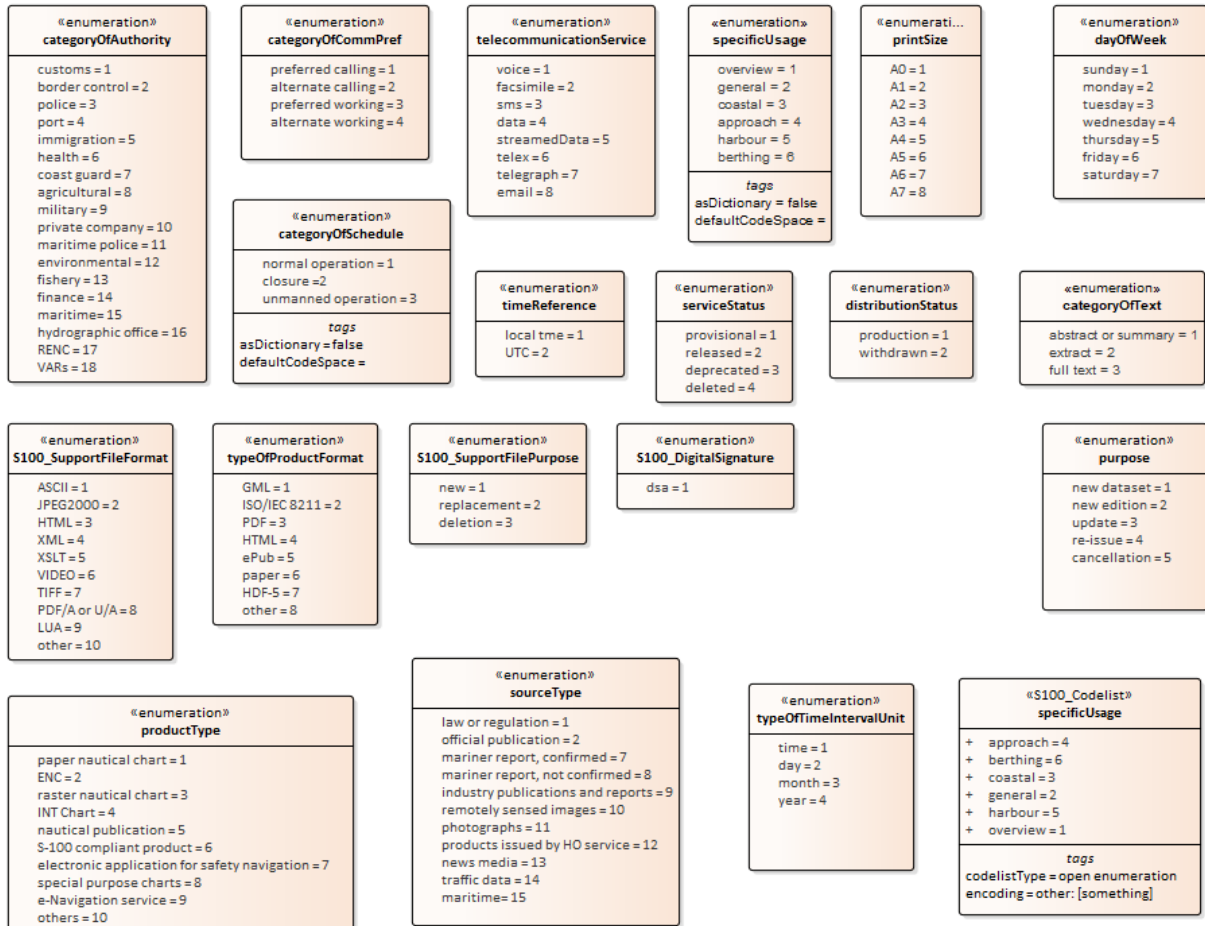 «enumeration»
categoryOfAuthority
customs = 1
border control = 2
police = 3
port = 4
immigration = 5
health = 6
coast guard = 7
agricultural = 8
military = 9
private company = 10
maritime police = 11
environmental = 12
fishery = 13
finance = 14
maritime= 15
hydrographic office = 16
RENC = 17
VARs = 18
«enumeration»
categoryOfCommPref
preferred calling = 1
alternate calling = 2
preferred working = 3
alternate working = 4
«enumeration»
telecommunicationService
voice = 1
facsimile = 2
sms = 3
data = 4
streamedData = 5
telex = 6
telegraph = 7
email = 8
«enumeration»
specificUsage
overview = 1
general = 2
coastal = 3
approach = 4
harbour = 5
berthing = 6
tags
asDictionary = false
defaultCodeSpace =
«enumerati...
printSize
A0 = 1
A1 = 2
A2 = 3
A3 = 4
A4 = 5
A5 = 6
A6 = 7
A7 = 8
«enumeration»
dayOfWeek
sunday = 1
monday = 2
tuesday = 3
wednesday = 4
thursday = 5
friday = 6
saturday = 7
«enumeration»
categoryOfSchedule
normal operation = 1
closure =2
unmanned operation = 3
tags
asDictionary =false
defaultCodeSpace =
«enumeration»
timeReference
local tme = 1
UTC = 2
«enumeration»
serviceStatus
provisional = 1
released = 2
deprecated = 3
deleted = 4
«enumeration»
distributionStatus
production = 1
withdrawn = 2
«enumeration»
categoryOfText
abstract or summary = 1
extract = 2
full text = 3
«enumeration»
S100_SupportFileFormat
ASCII = 1
JPEG2000 = 2
HTML = 3
XML = 4
XSLT = 5
VIDEO = 6
TIFF = 7
PDF/A or U/A = 8
LUA = 9
other = 10
«enumeration»
typeOfProductFormat
GML = 1
ISO/IEC 8211 = 2
PDF = 3
HTML = 4
ePub = 5
paper = 6
HDF-5 = 7
other = 8
«enumeration»
S100_SupportFilePurpose
new = 1
replacement = 2
deletion = 3
«enumeration»
S100_DigitalSignature
dsa = 1
«enumeration»
purpose
new dataset = 1
new edition = 2
update = 3
re-issue = 4
cancellation = 5
«enumeration»
productType
paper nautical chart = 1
ENC = 2
raster nautical chart = 3
INT Chart = 4
nautical publication = 5
S-100 compliant product = 6
electronic application for safety navigation = 7
special purpose charts = 8
e-Navigation service = 9
others = 10
«enumeration»
sourceType
law or regulation = 1
official publication = 2
mariner report, confirmed = 7
mariner report, not confirmed = 8
industry publications and reports = 9
remotely sensed images = 10
photographs = 11
products issued by HO service = 12
news media = 13
traffic data = 14
maritime= 15
«enumeration»
typeOfTimeIntervalUnit
time = 1
day = 2
month = 3
year = 4
«S100_Codelist»
specificUsage
+ approach = 4
+ berthing = 6
+ coastal = 3
+ general = 2
+ harbour = 5
+ overview = 1
tags
codelistType = open enumeration
encoding = other: [something]